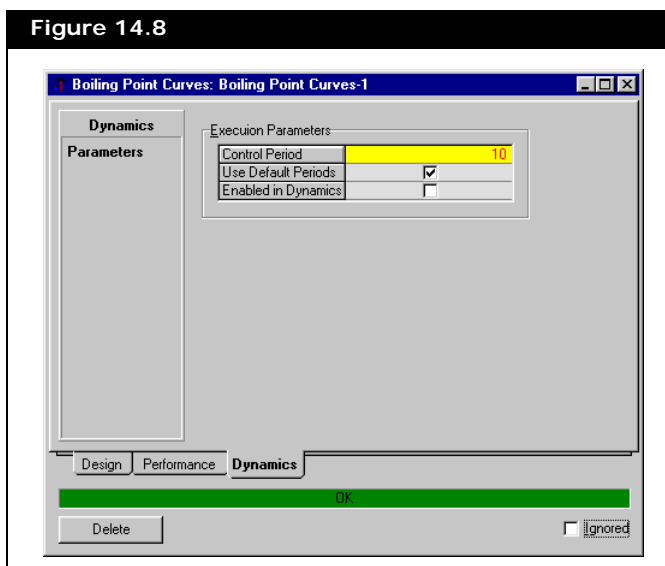 Figure 14.8
Boiling Point Curves: Boiling Point Curves-1
Dynamics
Parameters
Execuion Parameters
Control Period 10
Use Default Periods
Enabled in Dynamics
Design Performance Dynamics
OK
Delete Ignored